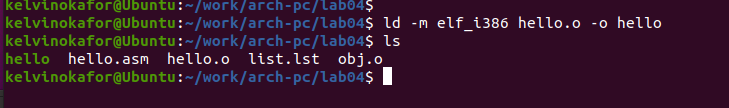 kelvinokafor@Ubuntu:~/work/arch-pc/lab04$
kelvinokafor@Ubuntu:~/work/arch-pc/lab04$ ld -m elf_i386 hello.o -o hello
kelvinokafor@Ubuntu:~/work/arch-pc/lab04$ ls
hello  hello.asm  hello.o  list.lst  obj.o
kelvinokafor@Ubuntu:~/work/arch-pc/lab04$